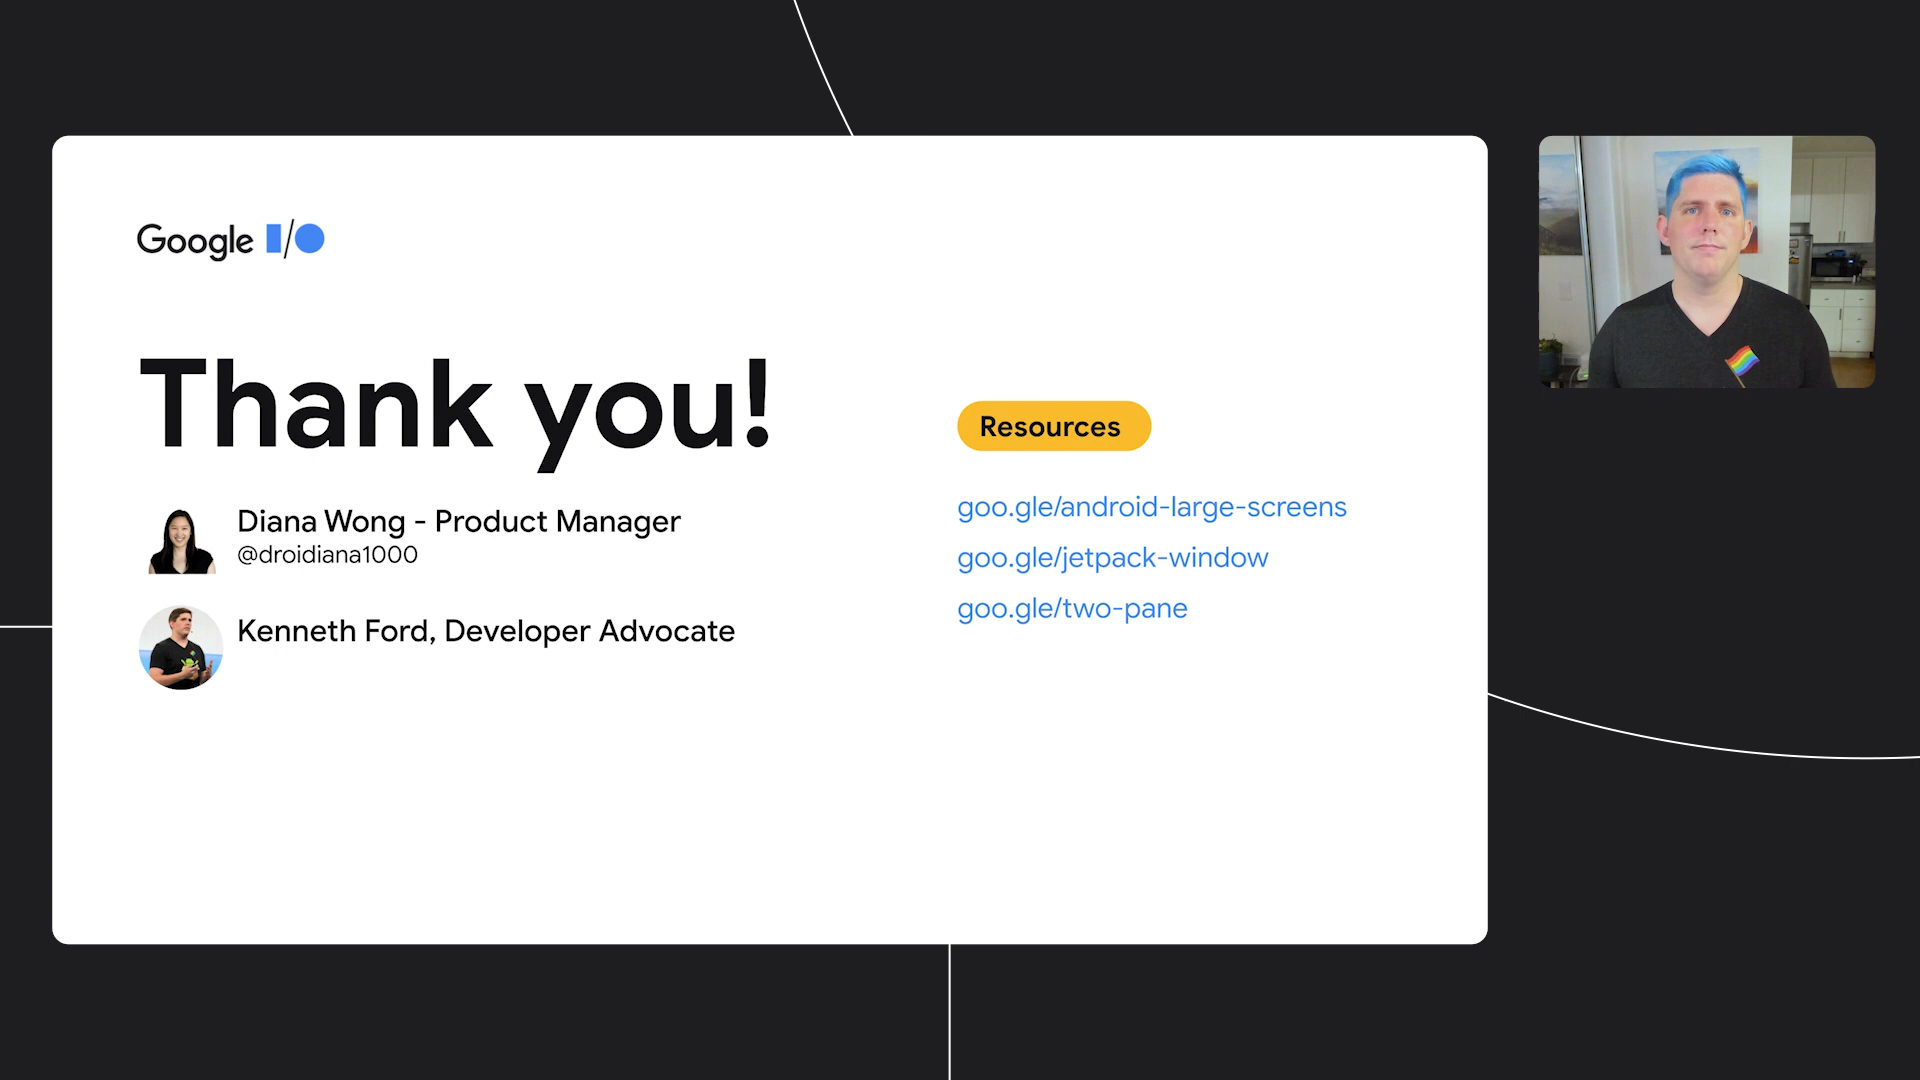 Google I/O
Thank you!
Diana Wong - Product Manager
@droidiana1000
Kenneth Ford, Developer Advocate
Resources
goo.gle/android-large-screens
goo.gle/jetpack-window
goo.gle/two-pane